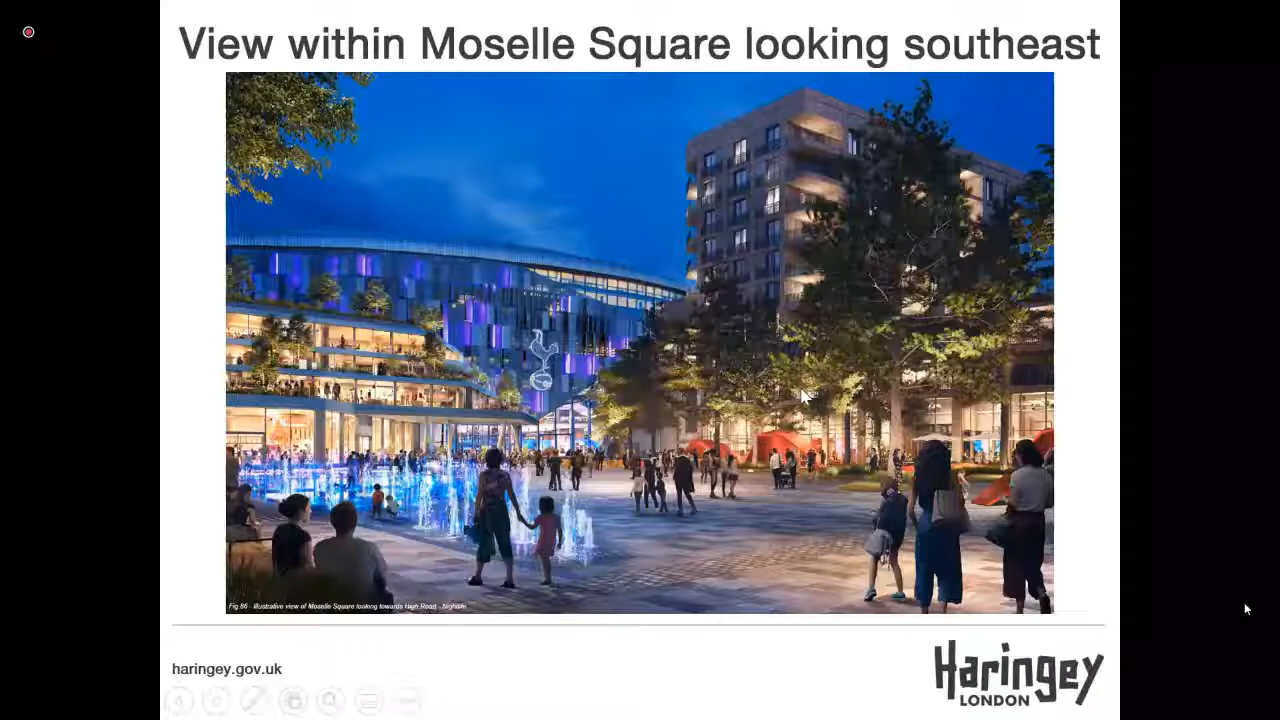 View within Moselle Square looking southeast
Fig 86 - Illustrative view of Moselle Square looking towards High Road - Nightlife
haringey.gov.uk
Haringey
LONDON